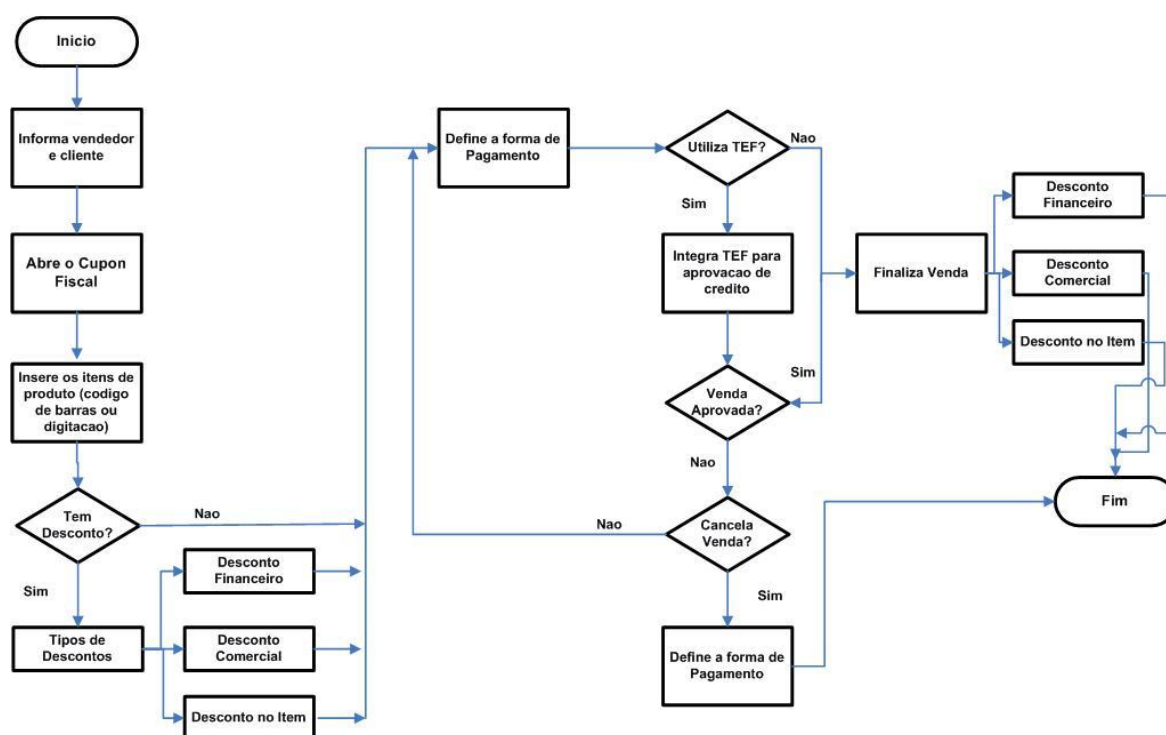 Inicio
Informa vendedor
e cliente
Abre o Cupon
Fiscal
Insere os itens de
produto (codigo
de barras ou
digitacao)
Tem
Desconto?
Nao
Sim
Tipos de
Descontos
Desconto
Financeiro
Desconto
Comercial
Desconto no Item
Define a forma de
Pagamento
Utiliza TEF?
Nao
Sim
Integra TEF para
aprovacao de
credito
Venda
Aprovada?
Sim
Nao
Cancela
Venda?
Nao
Sim
Define a forma de
Pagamento
Finaliza Venda
Desconto
Financeiro
Desconto
Comercial
Desconto no Item
Fim